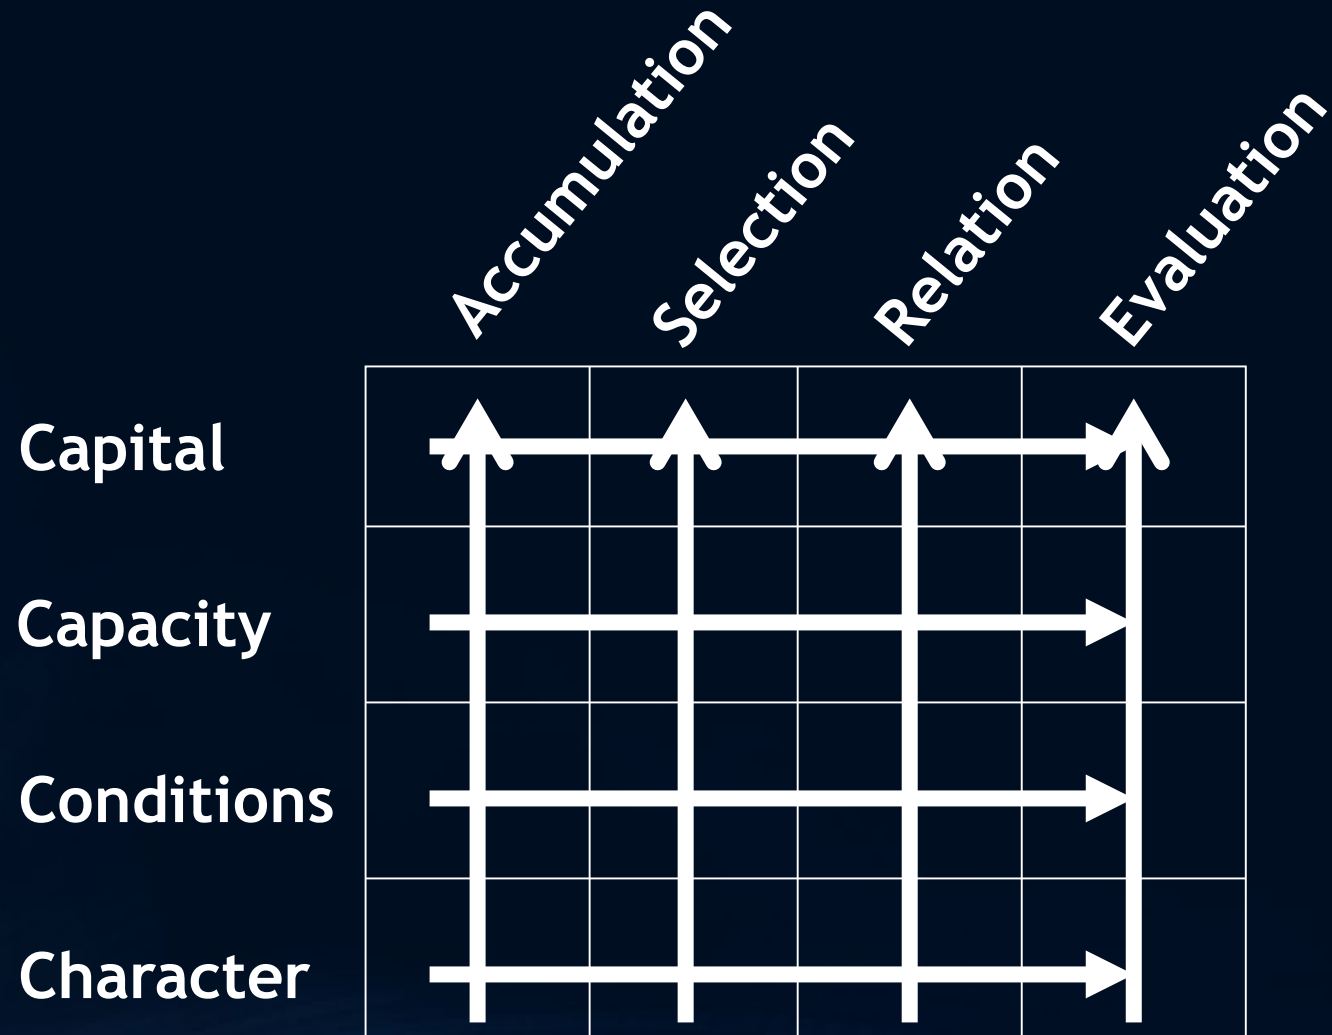 Accumulation
Selection
Relation
Evaluation
Capital
Capacity
Conditions
Character